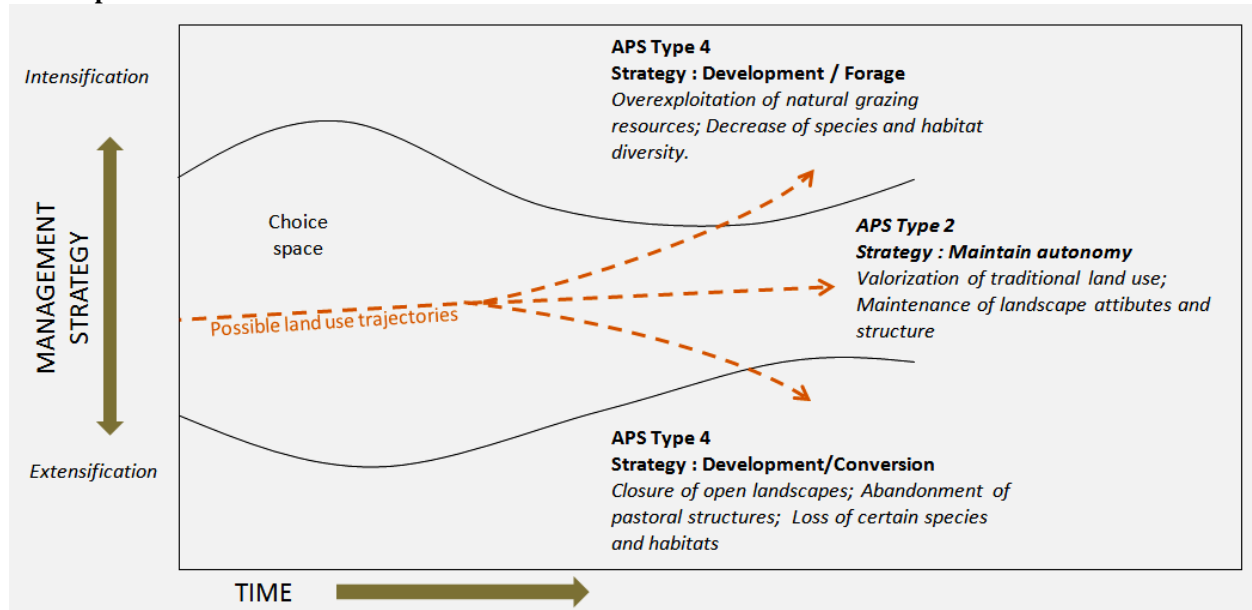 Intensification
MANAGEMENT
STRATEGY
Extensification
Choice
space
Possible land use trajectories
APS Type 4
Strategy : Development / Forage
Overexploitation of natural grazing
resources; Decrease of species and habitat
diversity.
APS Type 2
Strategy : Maintain autonomy
Valorization of traditional land use;
Maintenance of landscape attibutes and
structure
APS Type 4
Strategy : Development/Conversion
Closure of open landscapes; Abandonment of
pastoral structures; Loss of certain species
and habitats
TIME